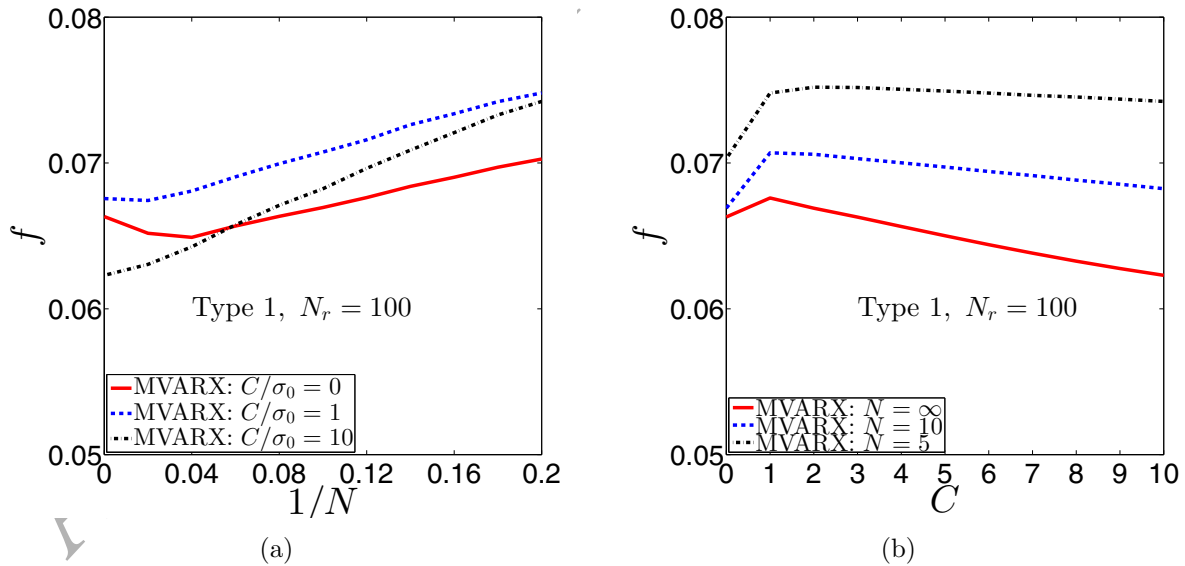 0.08
0.07
0.06
0.05
f
Type 1, N_r = 100
MVARX: C/σ_0 = 0
MVARX: C/σ_0 = 1
MVARX: C/σ_0 = 10
0 0.04 0.08 0.12 0.16 0.2
1/N
(a)
0.08
0.07
0.06
0.05
f
Type 1, N_r = 100
MVARX: N = ∞
MVARX: N = 10
MVARX: N = 5
0 1 2 3 4 5 6 7 8 9 10
C
(b)